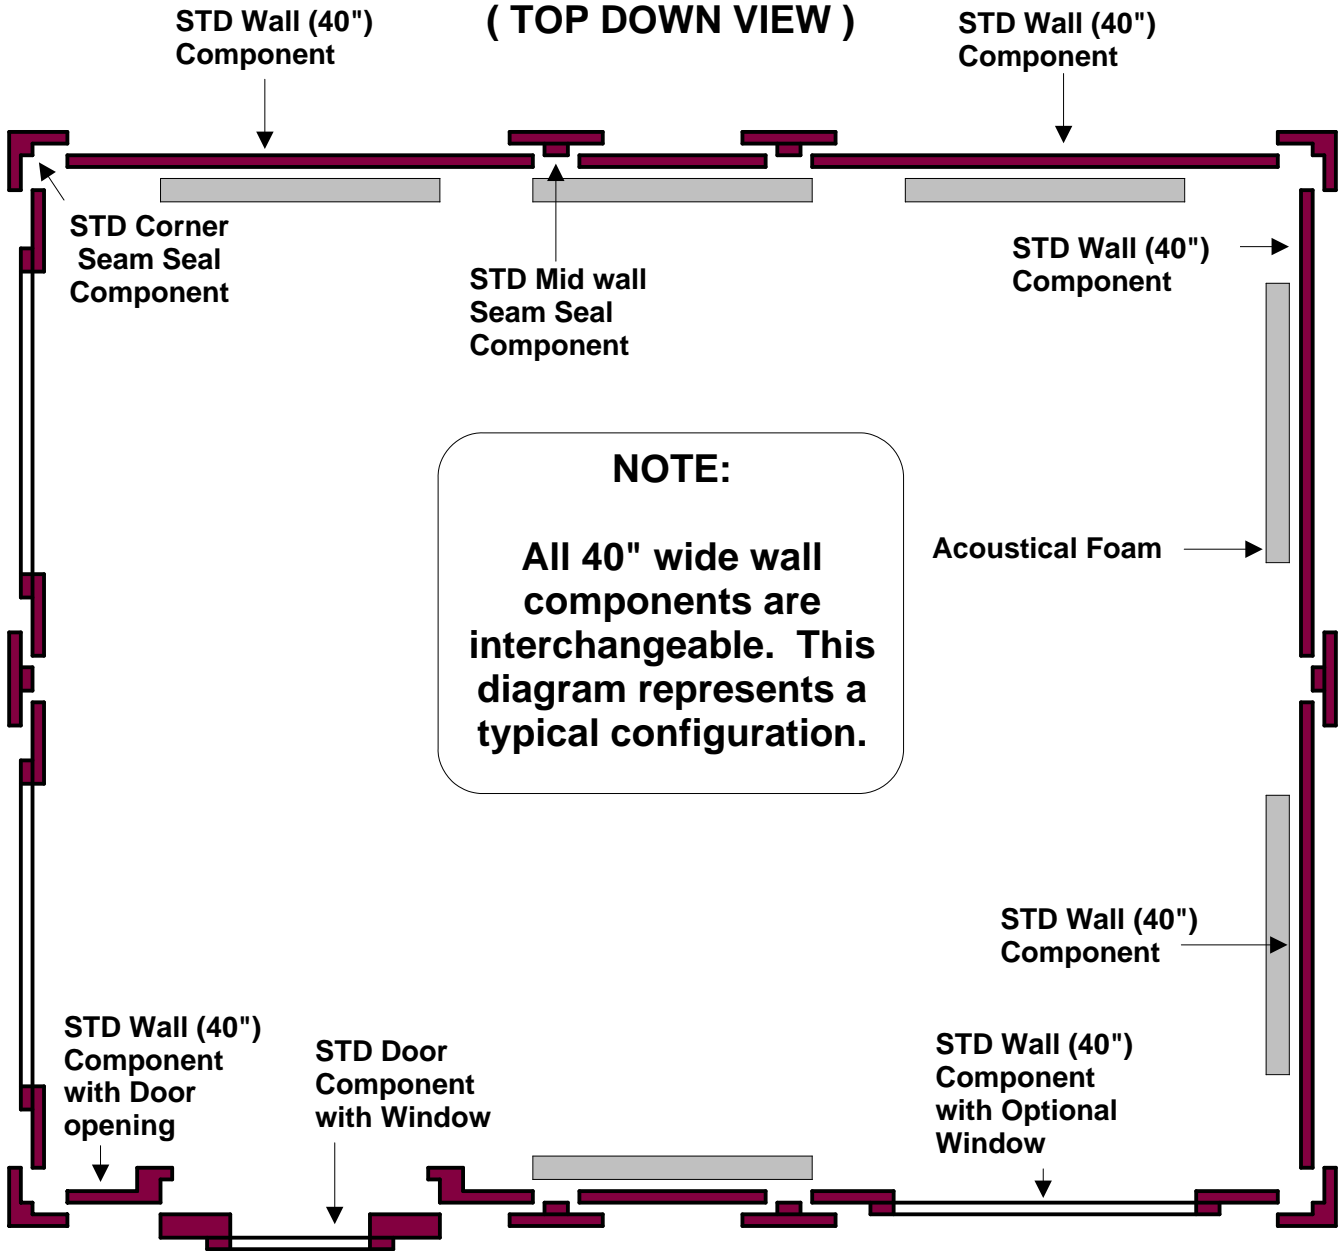 ( TOP DOWN VIEW )
STD Wall (40")
Component
STD Wall (40")
Component
STD Corner
Seam Seal
Component
STD Mid wall
Seam Seal
Component
STD Wall (40")
Component
NOTE:
All 40" wide wall
components are
interchangeable.  This
diagram represents a
typical configuration.
Acoustical Foam
STD Wall (40")
Component
STD Wall (40")
Component
with Door
opening
STD Door
Component
with Window
STD Wall (40")
Component
with Optional
Window